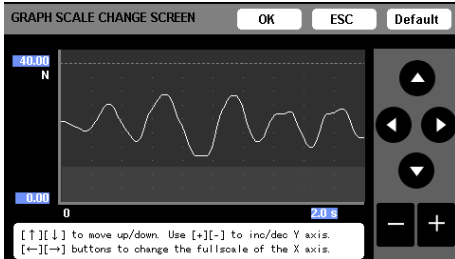 GRAPH SCALE CHANGE SCREEN OK ESC Default
40.00
N
0.00
0 2.0 s
[↑][↓] to move up/down. Use [+][-] to inc/dec Y axis.
[←][→] buttons to change the fullscale of the X axis.
− +